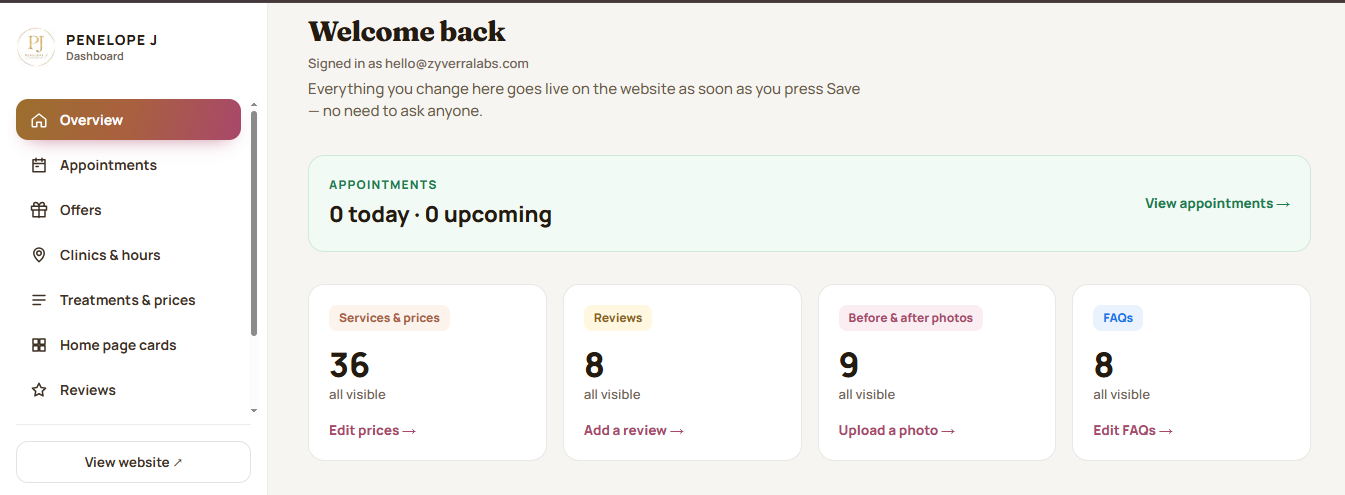 PJ
PENELOPE J
Dashboard
Overview
Appointments
Offers
Clinics & hours
Treatments & prices
Home page cards
Reviews
View website ↗
Welcome back
Signed in as hello@zyverralabs.com
Everything you change here goes live on the website as soon as you press Save
— no need to ask anyone.
APPOINTMENTS
0 today · 0 upcoming
View appointments →
Services & prices
36
all visible
Edit prices →
Reviews
8
all visible
Add a review →
Before & after photos
9
all visible
Upload a photo →
FAQs
8
all visible
Edit FAQs →